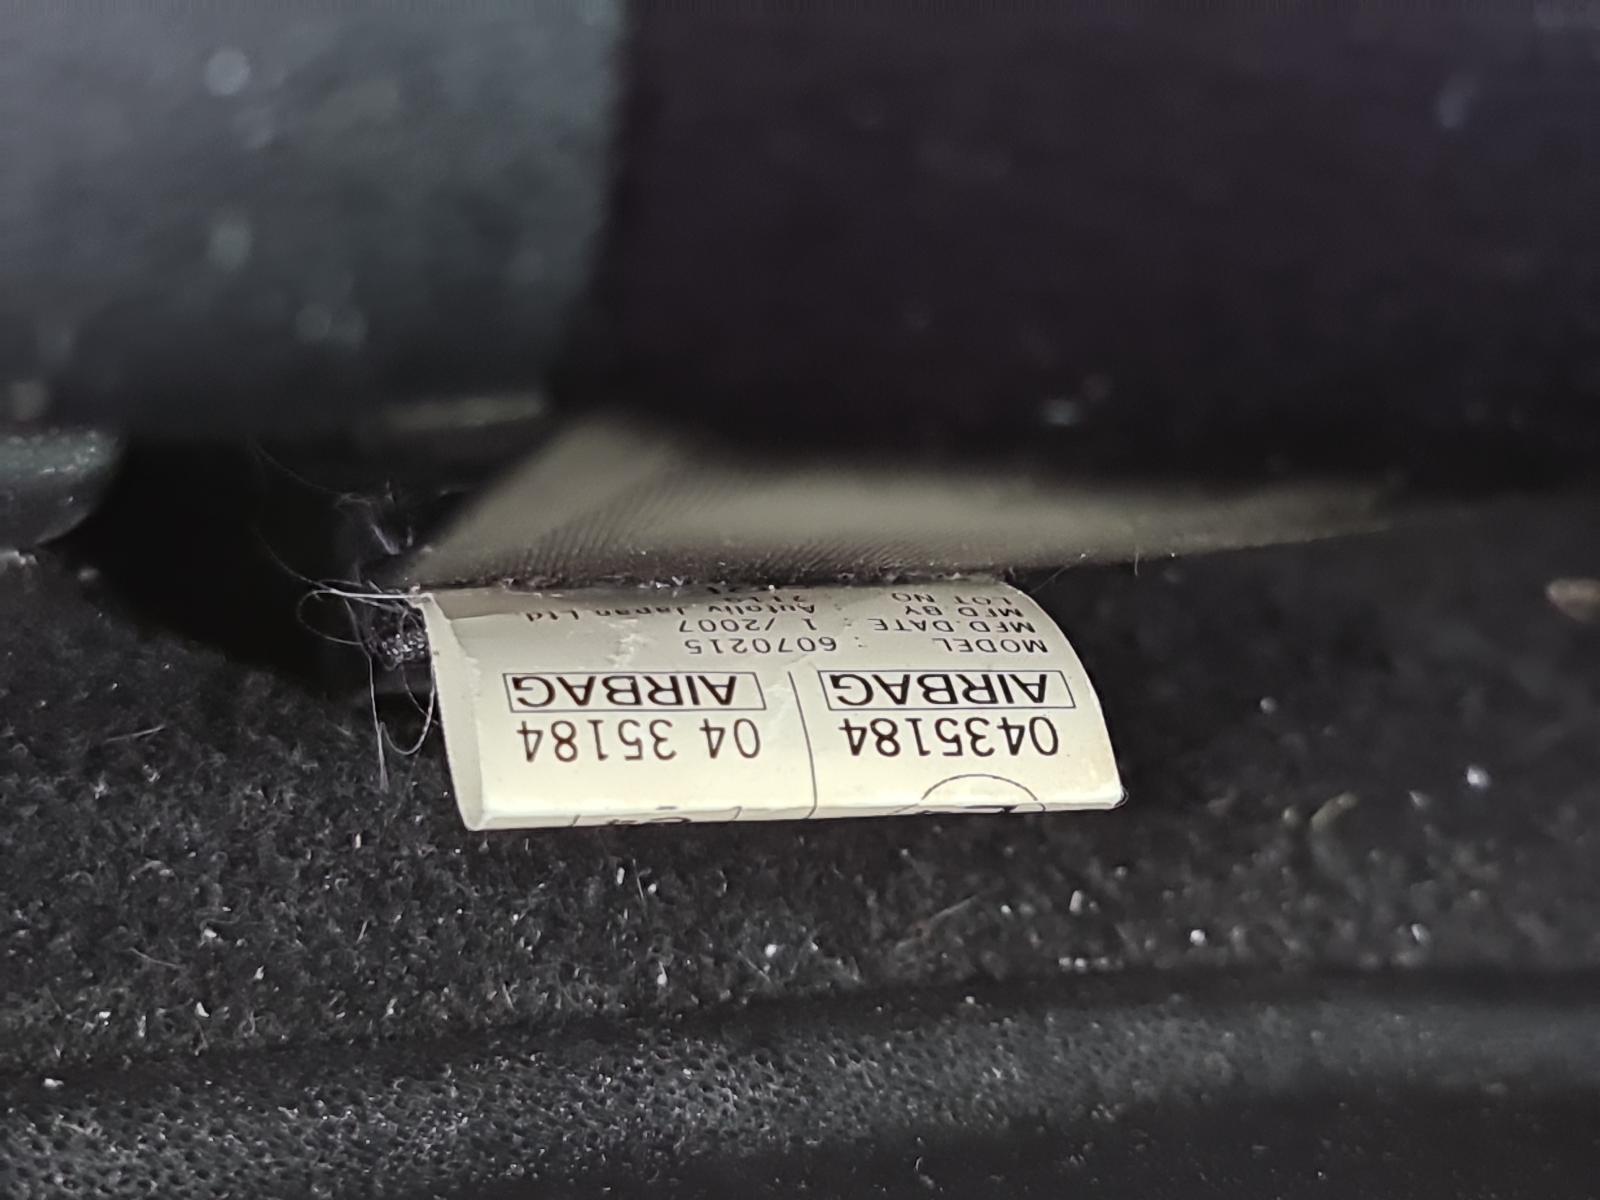 0435184
AIRBAG
04 35184
AIRBAG
MODEL : 6070215
MFD.DATE : 1 /2007
MFD.BY : Autoliv Japan Ltd.
LOT NO